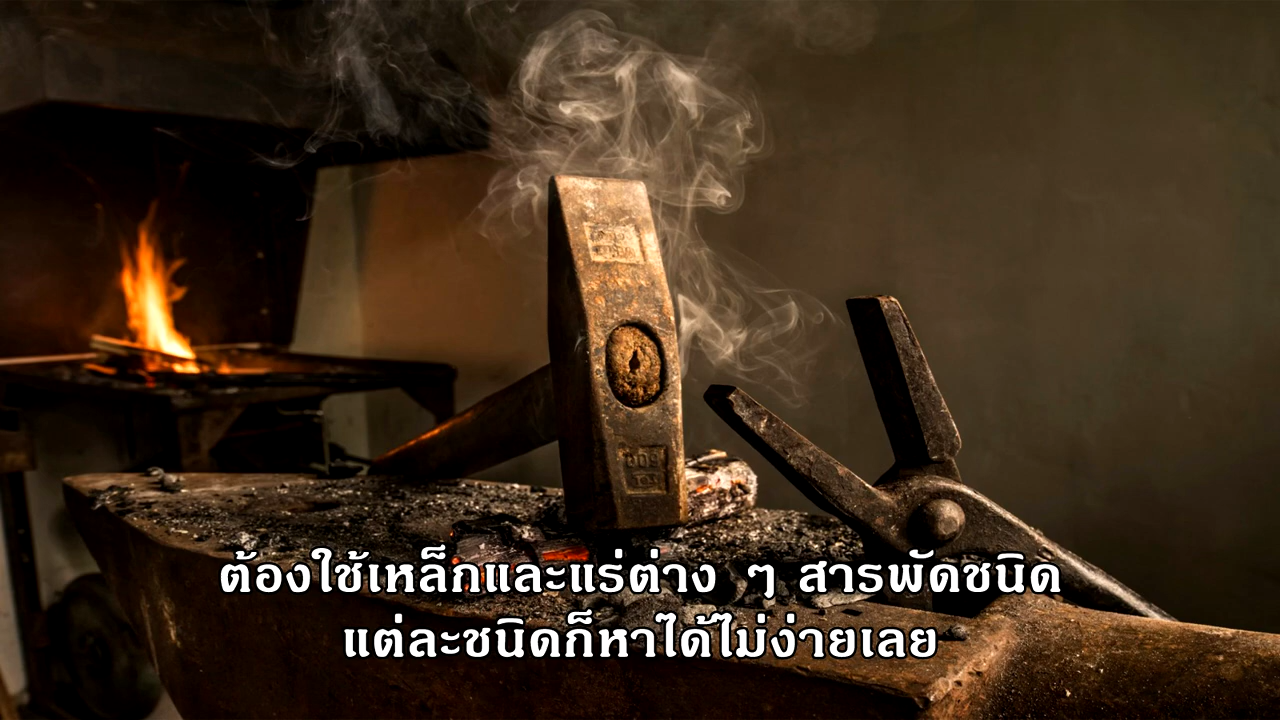 ต้องใช้เหล็กและแร่ต่าง ๆ สารพัดชนิด
แต่ละชนิดก็หาได้ไม่ง่ายเลย